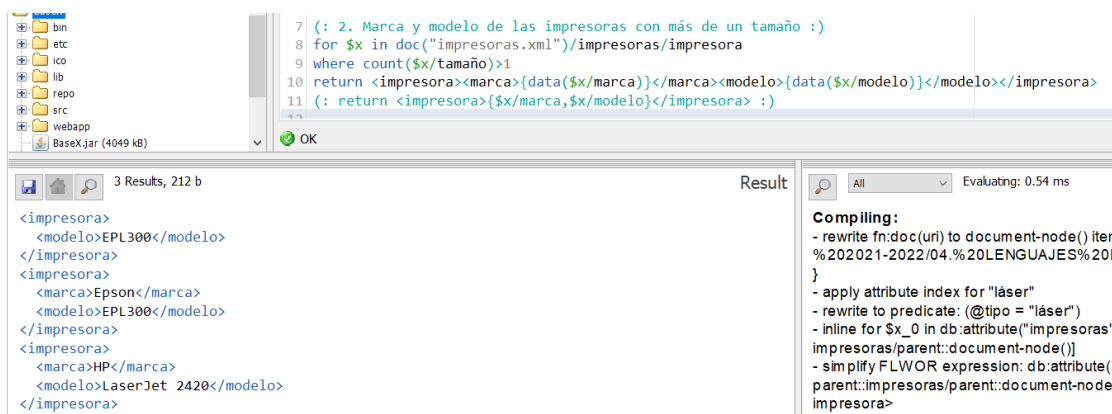 bin
etc
ico
lib
repo
src
webapp
BaseX.jar (4049 kB)
7 (: 2. Marca y modelo de las impresoras con más de un tamaño :)
8 for $x in doc("impresoras.xml")/impresoras/impresora
9 where count($x/tamaño)>1
10 return <impresora><marca>{data($x/marca)}</marca><modelo>{data($x/modelo)}</modelo></impresora>
11 (: return <impresora>{$x/marca,$x/modelo}</impresora> :)
OK
3 Results, 212 b
Result
<impresora>
<modelo>EPL300</modelo>
</impresora>
<impresora>
<marca>Epson</marca>
<modelo>EPL300</modelo>
</impresora>
<impresora>
<marca>HP</marca>
<modelo>LaserJet 2420</modelo>
</impresora>
All
Evaluating: 0.54 ms
Compiling:
- rewrite fn:doc(uri) to document-node() iter
%202021-2022/04.%20LENGUAJES%20
}
- apply attribute index for "láser"
- rewrite to predicate: (@tipo = "láser")
- inline for $x_0 in db:attribute("impresoras"
impresoras/parent::document-node()]
- simplify FLWOR expression: db:attribute(
parent::impresoras/parent::document-node
impresora>